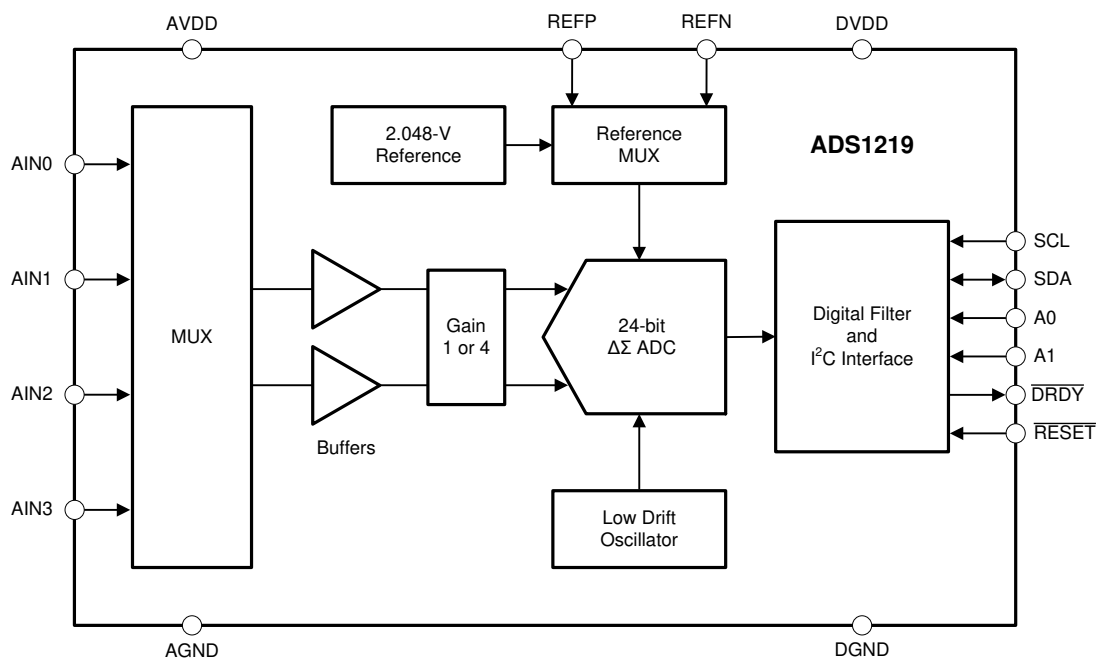 AVDD
REFP
REFN
DVDD
2.048-V
Reference
Reference
MUX
ADS1219
AIN0
AIN1
AIN2
AIN3
MUX
Buffers
Gain
1 or 4
24-bit
ΔΣ ADC
Low Drift
Oscillator
Digital Filter
and
I²C Interface
SCL
SDA
A0
A1
D̅R̅D̅Y̅
R̅E̅S̅E̅T̅
AGND
DGND